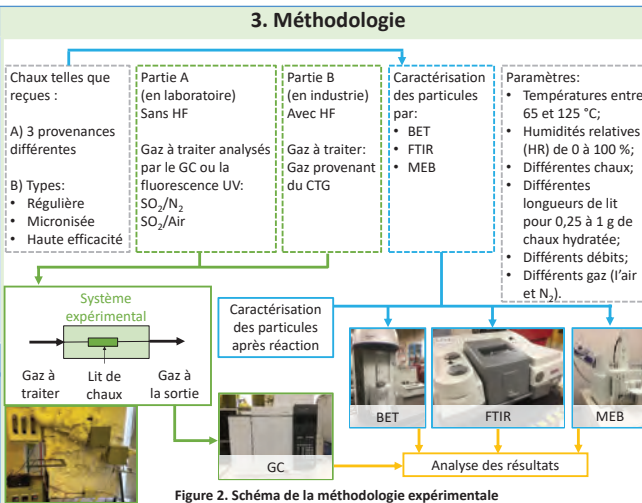 3. Méthodologie
Chaux telles que
reçues :
A) 3 provenances
différentes
B) Types:
• Régulière
• Micronisée
• Haute efficacité
Partie A
(en laboratoire)
Sans HF
Gaz à traiter analysés
par le GC ou la
fluorescence UV:
SO₂/N₂
SO₂/Air
Partie B
(en industrie)
Avec HF
Gaz à traiter:
Gaz provenant
du CTG
Caractérisation
des particules
par:
• BET
• FTIR
• MEB
Paramètres:
• Températures entre
65 et 125 °C;
• Humidités relatives
(HR) de 0 à 100 %;
• Différentes chaux;
• Différentes
longueurs de lit
pour 0,25 à 1 g de
chaux hydratée;
• Différents débits;
• Différents gaz (l'air
et N₂).
Système
expérimental
Gaz à
traiter
Lit de
chaux
Gaz à
la sortie
Caractérisation
des particules
après réaction
BET
FTIR
MEB
GC
Analyse des résultats
Figure 2. Schéma de la méthodologie expérimentale